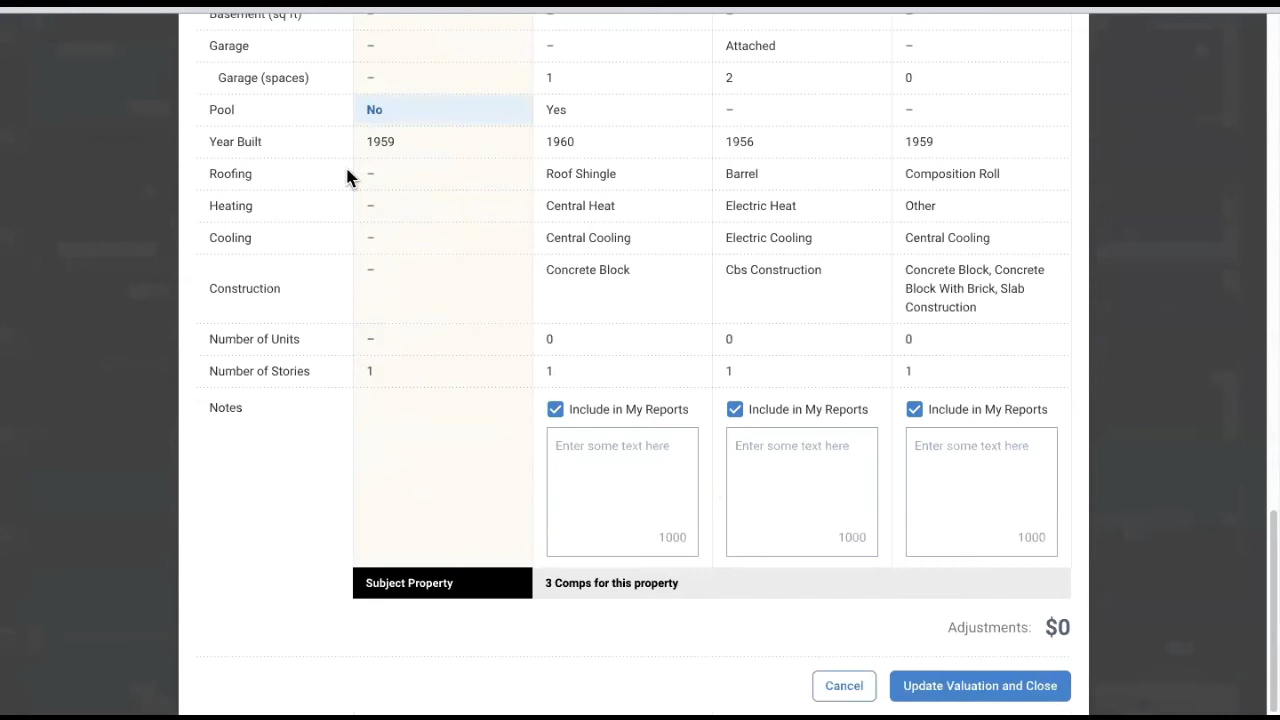 Basement (sq ft) – – – –
Garage – – Attached –
Garage (spaces) – 1 2 0
Pool No Yes – –
Year Built 1959 1960 1956 1959
Roofing – Roof Shingle Barrel Composition Roll
Heating – Central Heat Electric Heat Other
Cooling – Central Cooling Electric Cooling Central Cooling
Construction – Concrete Block Cbs Construction Concrete Block, Concrete
Block With Brick, Slab
Construction
Number of Units – 0 0 0
Number of Stories 1 1 1 1
Notes Include in My Reports Include in My Reports Include in My Reports
Enter some text here Enter some text here Enter some text here
1000 1000 1000
Subject Property 3 Comps for this property
Adjustments: $0
Cancel Update Valuation and Close